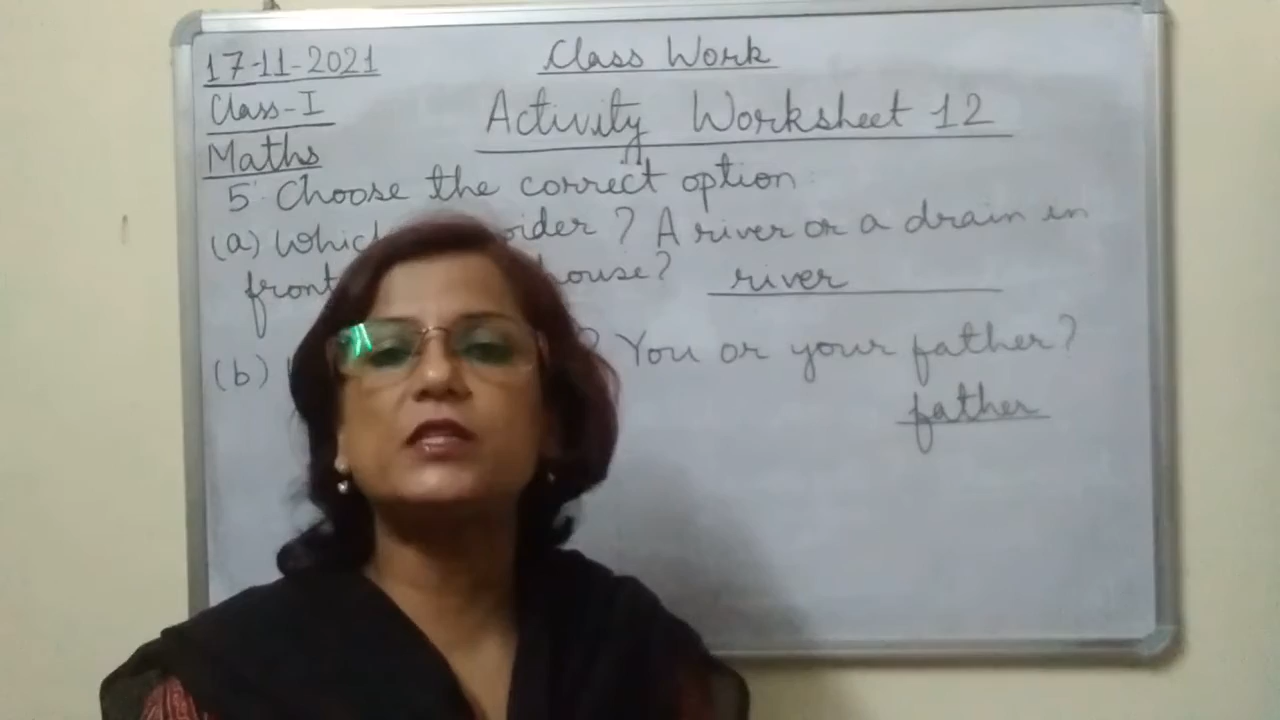 17-11-2021
Class Work
Class-I
Activity Worksheet 12
Maths
5. Choose the correct option
(a) Which ? A river or a drain in
front house? river
(b) ? You or your father?
father